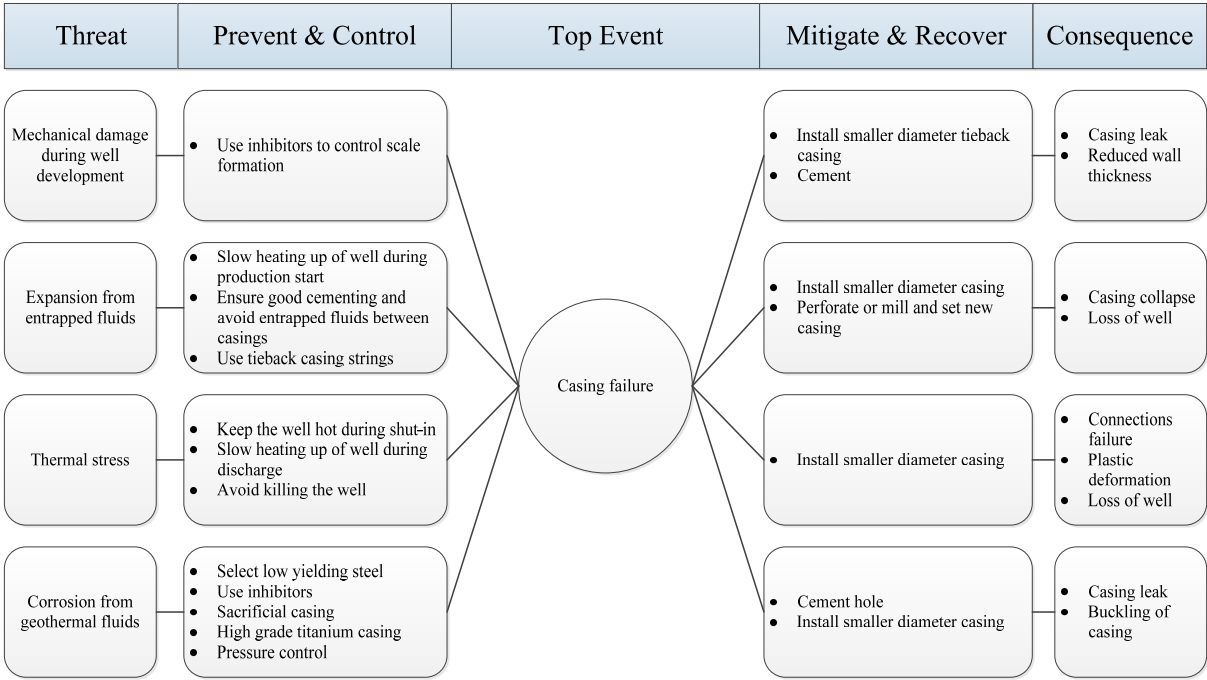 Threat
Prevent & Control
Top Event
Mitigate & Recover
Consequence
Mechanical damage
during well
development
• Use inhibitors to control scale
formation
• Install smaller diameter tieback
casing
• Cement
• Casing leak
• Reduced wall
thickness
Expansion from
entrapped fluids
• Slow heating up of well during
production start
• Ensure good cementing and
avoid entrapped fluids between
casings
• Use tieback casing strings
• Install smaller diameter casing
• Perforate or mill and set new
casing
• Casing collapse
• Loss of well
Casing failure
Thermal stress
• Keep the well hot during shut-in
• Slow heating up of well during
discharge
• Avoid killing the well
• Install smaller diameter casing
• Connections
failure
• Plastic
deformation
• Loss of well
Corrosion from
geothermal fluids
• Select low yielding steel
• Use inhibitors
• Sacrificial casing
• High grade titanium casing
• Pressure control
• Cement hole
• Install smaller diameter casing
• Casing leak
• Buckling of
casing